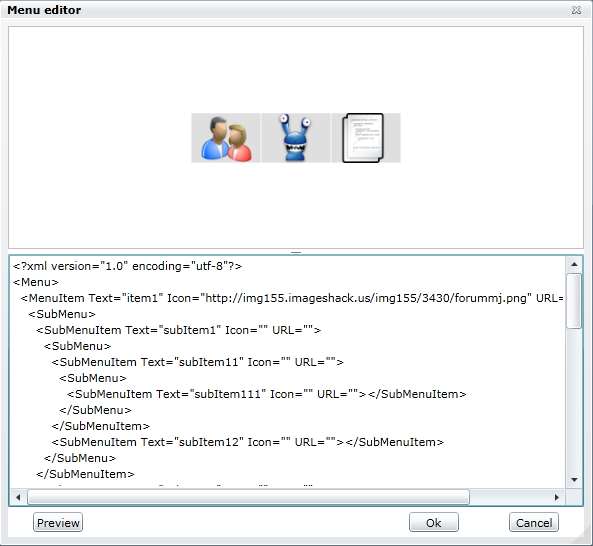 Menu editor
<?xml version="1.0" encoding="utf-8"?>
<Menu>
<MenuItem Text="item1" Icon="http://img155.imageshack.us/img155/3430/forummj.png" URL=
<SubMenu>
<SubMenuItem Text="subItem1" Icon="" URL="">
<SubMenu>
<SubMenuItem Text="subItem11" Icon="" URL="">
<SubMenu>
<SubMenuItem Text="subItem111" Icon="" URL=""></SubMenuItem>
</SubMenu>
</SubMenuItem>
<SubMenuItem Text="subItem12" Icon="" URL=""></SubMenuItem>
</SubMenu>
</SubMenuItem>
Preview Ok Cancel